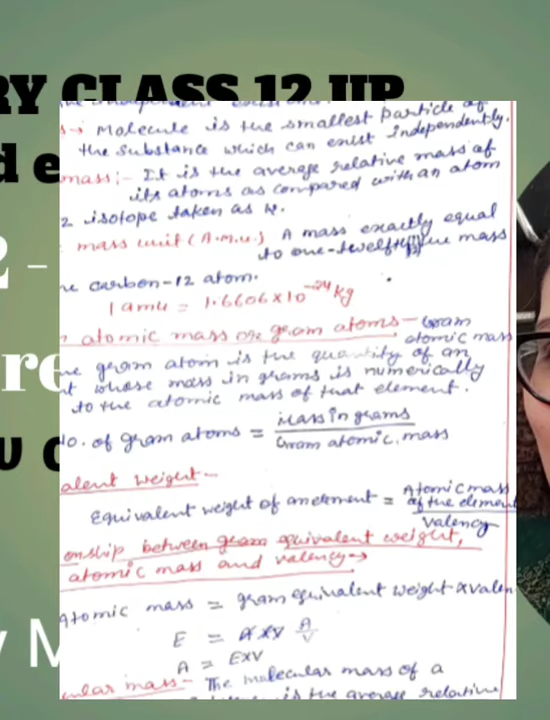 RY CLASS 12 UP
d e
2 -
re
U C
y M
Molecule is the smallest particle of
the substance which can exist independently.
mass:- It is the average relative mass of
its atoms as compared with an atom
2 isotope taken as 12.
mass unit (A.M.U.) A mass exactly equal
to one-twelfth the mass
carbon-12 atom.
1 amu = 1.6606×10⁻²⁴ kg
atomic mass or gram atoms- Gram
atomic mass
gram atom is the quantity of an
whose mass in grams is numerically
to the atomic mass of that element.
No. of gram atoms = Mass in grams / Gram atomic mass
alent weight-
Equivalent weight of an element = Atomic mass of the element / valency
onship between gram equivalent weight,
atomic mass and valency→
atomic mass = gram equivalent weight × valen
E = A/V
A = E×V
ular mass- The molecular mass of a
is the average relative